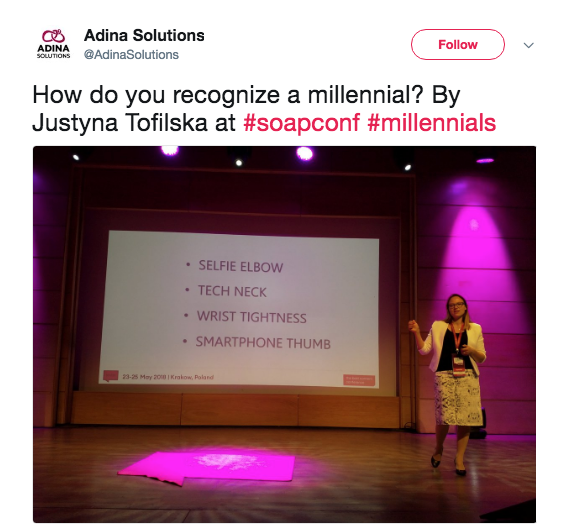 Adina Solutions
@AdinaSolutions
Follow
ADINA
SOLUTIONS
How do you recognize a millennial? By
Justyna Tofilska at #soapconf #millennials
• SELFIE ELBOW
• TECH NECK
• WRIST TIGHTNESS
• SMARTPHONE THUMB
23-25 May 2018 | Krakow, Poland